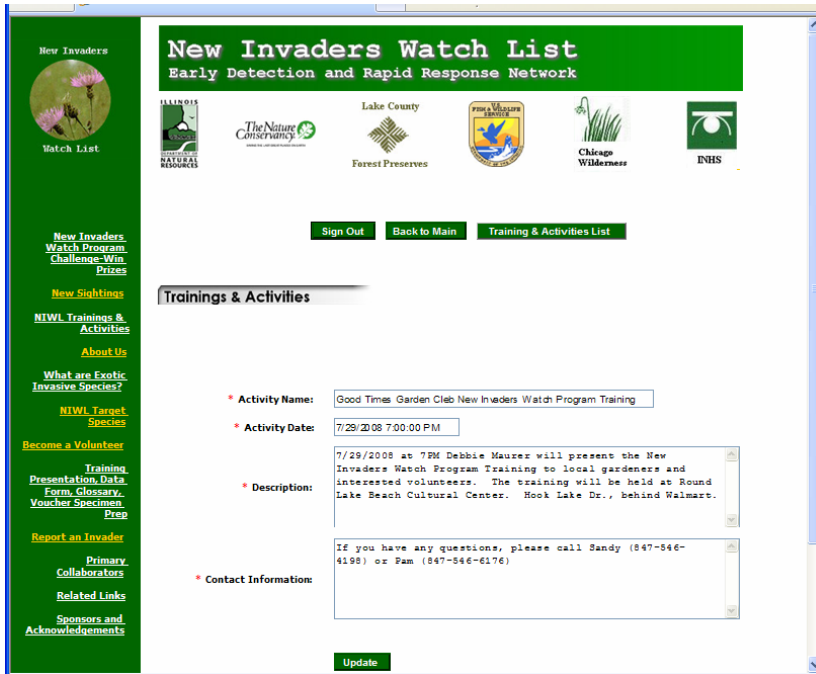 New Invaders
Watch List
New Invaders Watch List
Early Detection and Rapid Response Network
ILLINOIS
DEPARTMENT OF
NATURAL
RESOURCES
The Nature
Conservancy
Lake County
Forest Preserves
U.S.
FISH & WILDLIFE
SERVICE
Chicago
Wilderness
INHS
Sign Out
Back to Main
Training & Activities List
New Invaders
Watch Program
Challenge-Win
Prizes
New Sightings
NIWL Trainings &
Activities
About Us
What are Exotic
Invasive Species?
NIWL Target
Species
Become a Volunteer
Training
Presentation, Data
Form, Glossary,
Voucher Specimen
Prep
Report an Invader
Primary
Collaborators
Related Links
Sponsors and
Acknowledgements
Trainings & Activities
* Activity Name:
Good Times Garden Cleb New Invaders Watch Program Training
* Activity Date:
7/29/2008 7:00:00 PM
* Description:
7/29/2008 at 7PM Debbie Maurer will present the New
Invaders Watch Program Training to local gardeners and
interested volunteers.  The training will be held at Round
Lake Beach Cultural Center.  Hook Lake Dr., behind Walmart.
* Contact Information:
If you have any questions, please call Sandy (847-546-
4198) or Pam (847-546-6176)
Update